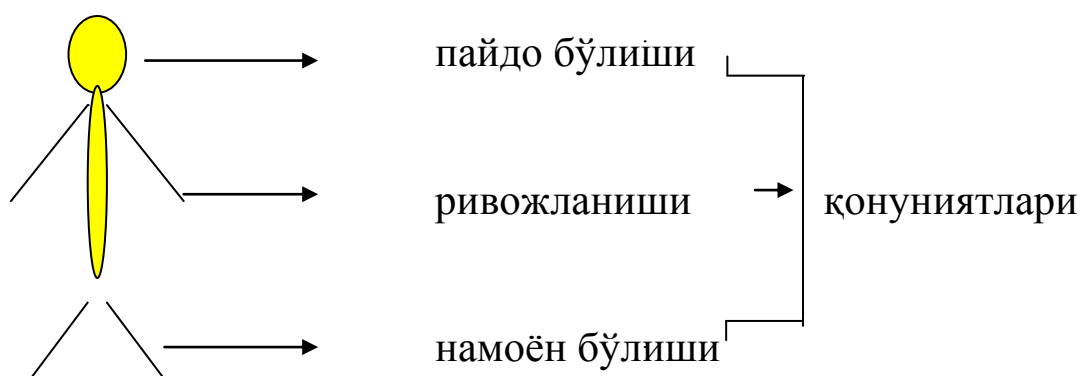 пайдо бўлиши
ривожланиши
қонуниятлари
намоён бўлиши